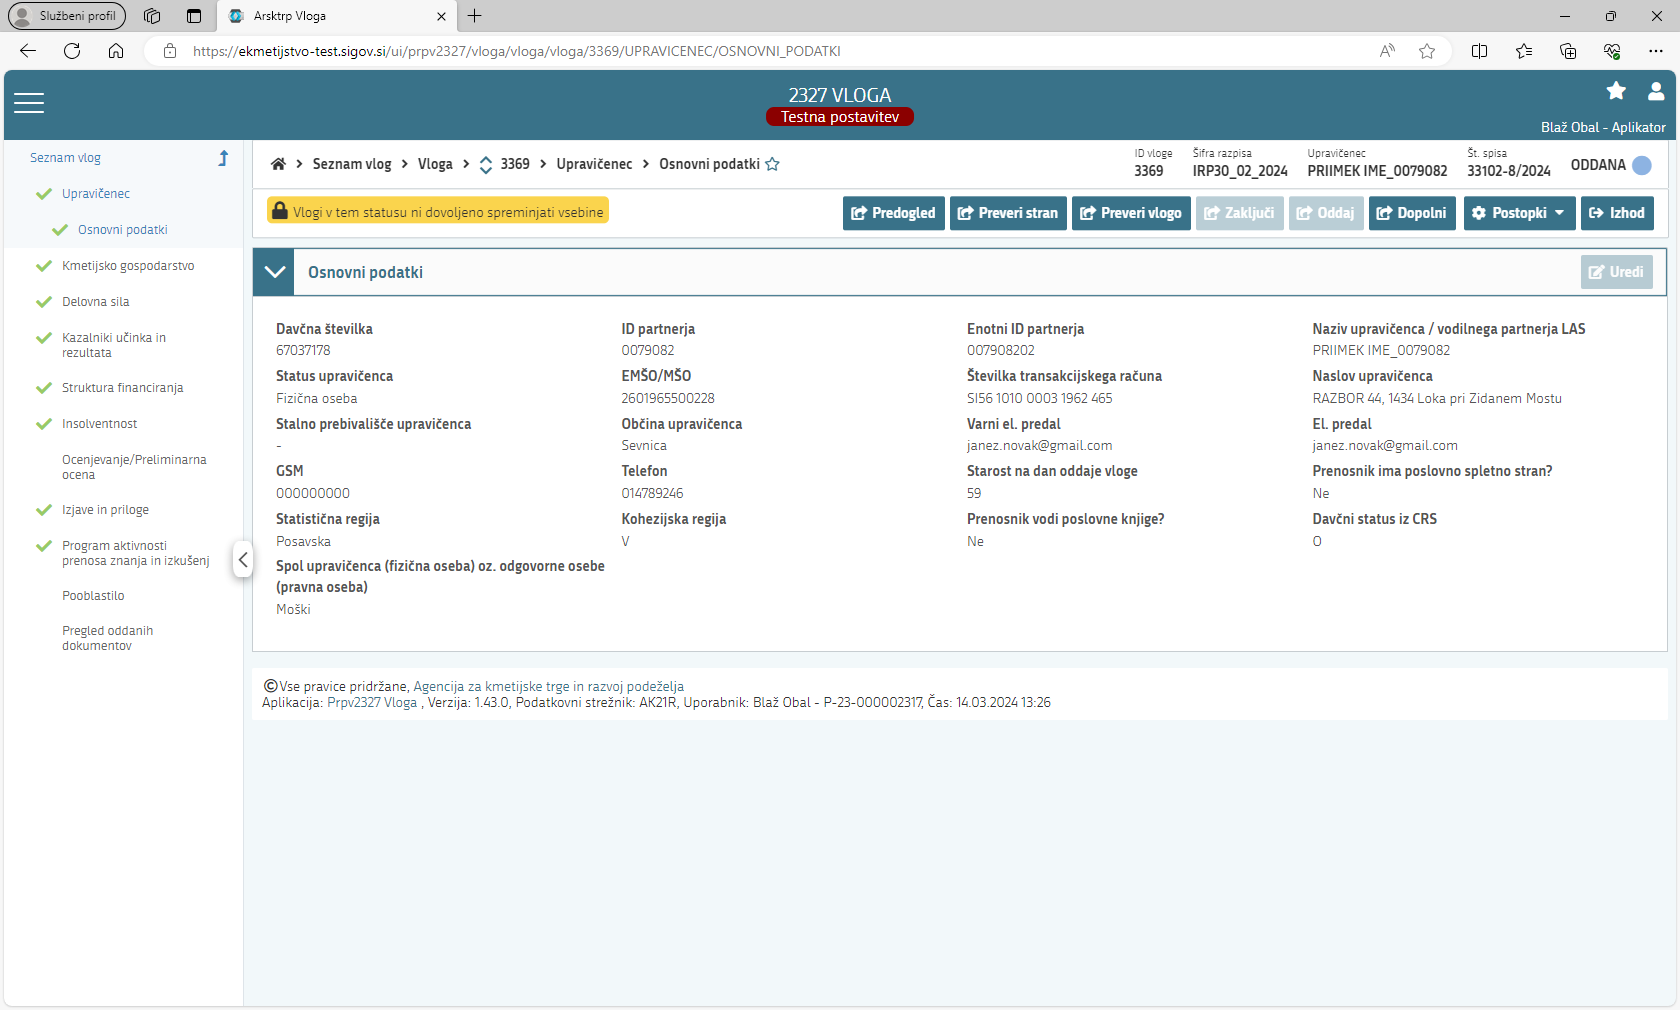 Službeni profil
Arsktrp Vloga
https://ekmetijstvo-test.sigov.si/ui/prpv2327/vloga/vloga/vloga/3369/UPRAVICENEC/OSNOVNI_PODATKI
2327 VLOGA
Testna postavitev
Blaž Obal - Aplikator
Seznam vlog
Upravičenec
Osnovni podatki
Kmetijsko gospodarstvo
Delovna sila
Kazalniki učinka in
rezultata
Struktura financiranja
Insolventnost
Ocenjevanje/Preliminarna
ocena
Izjave in priloge
Program aktivnosti
prenosa znanja in izkušenj
Pooblastilo
Pregled oddanih
dokumentov
Seznam vlog Vloga 3369 Upravičenec Osnovni podatki
ID vloge Šifra razpisa Upravičenec Št. spisa
3369 IRP30_02_2024 PRIIMEK IME_0079082 33102-8/2024 ODDANA
Vlogi v tem statusu ni dovoljeno spreminjati vsebine
Predogled Preveri stran Preveri vlogo Zaključi Oddaj Dopolni Postopki Izhod
Osnovni podatki Uredi
Davčna številka ID partnerja Enotni ID partnerja Naziv upravičenca / vodilnega partnerja LAS
67037178 0079082 007908202 PRIIMEK IME_0079082
Status upravičenca EMŠO/MŠO Številka transakcijskega računa Naslov upravičenca
Fizična oseba 2601965500228 SI56 1010 0003 1962 465 RAZBOR 44, 1434 Loka pri Zidanem Mostu
Stalno prebivališče upravičenca Občina upravičenca Varni el. predal El. predal
- Sevnica janez.novak@gmail.com janez.novak@gmail.com
GSM Telefon Starost na dan oddaje vloge Prenosnik ima poslovno spletno stran?
000000000 014789246 59 Ne
Statistična regija Kohezijska regija Prenosnik vodi poslovne knjige? Davčni status iz CRS
Posavska V Ne O
Spol upravičenca (fizična oseba) oz. odgovorne osebe
(pravna oseba)
Moški
©Vse pravice pridržane, Agencija za kmetijske trge in razvoj podeželja
Aplikacija: Prpv2327 Vloga , Verzija: 1.43.0, Podatkovni strežnik: AK21R, Uporabnik: Blaž Obal - P-23-000002317, Čas: 14.03.2024 13:26